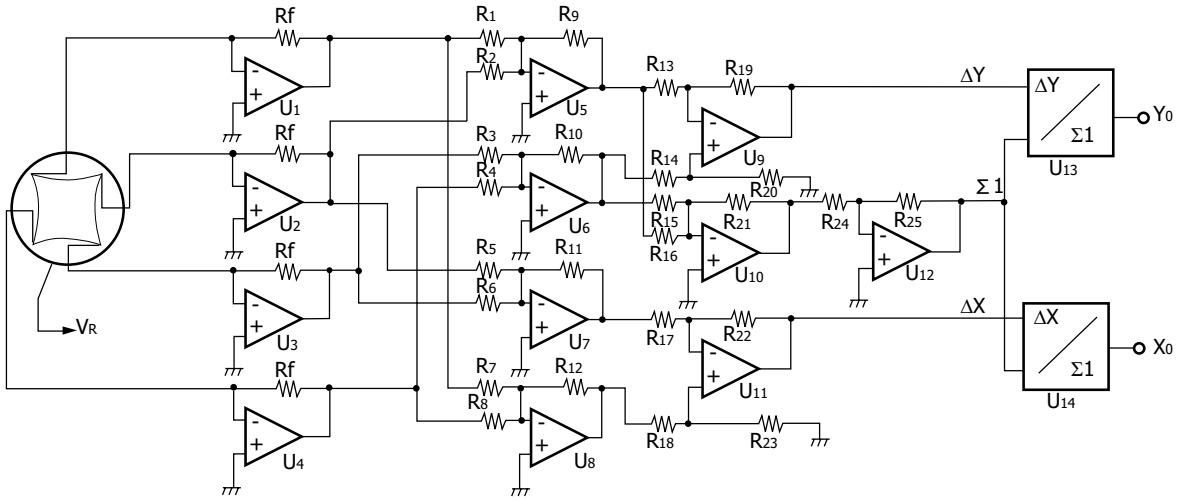 Rf R1 R9
R2
R13 R19 ΔY ΔY
- + U1 - + U5 Σ1 Y0
Rf R3 R10 - + U9 U13
R4 R14 R20
- + U2 - + U6 R15 R21 R24 R25 Σ1
R16
Rf R5 R11 - + U10 - + U12
R6
VR - + U3 - + U7 R17 R22 ΔX ΔX
Rf R7 R12 - + U11 Σ1 X0
R8 U14
- + U4 - + U8 R18 R23